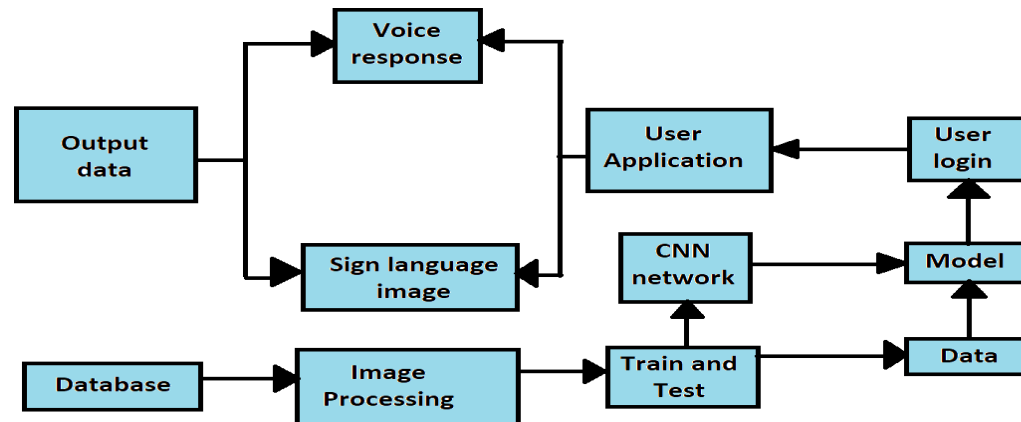 Voice
response
Output
data
User
Application
User
login
Sign language
image
CNN
network
Model
Database
Image
Processing
Train and
Test
Data